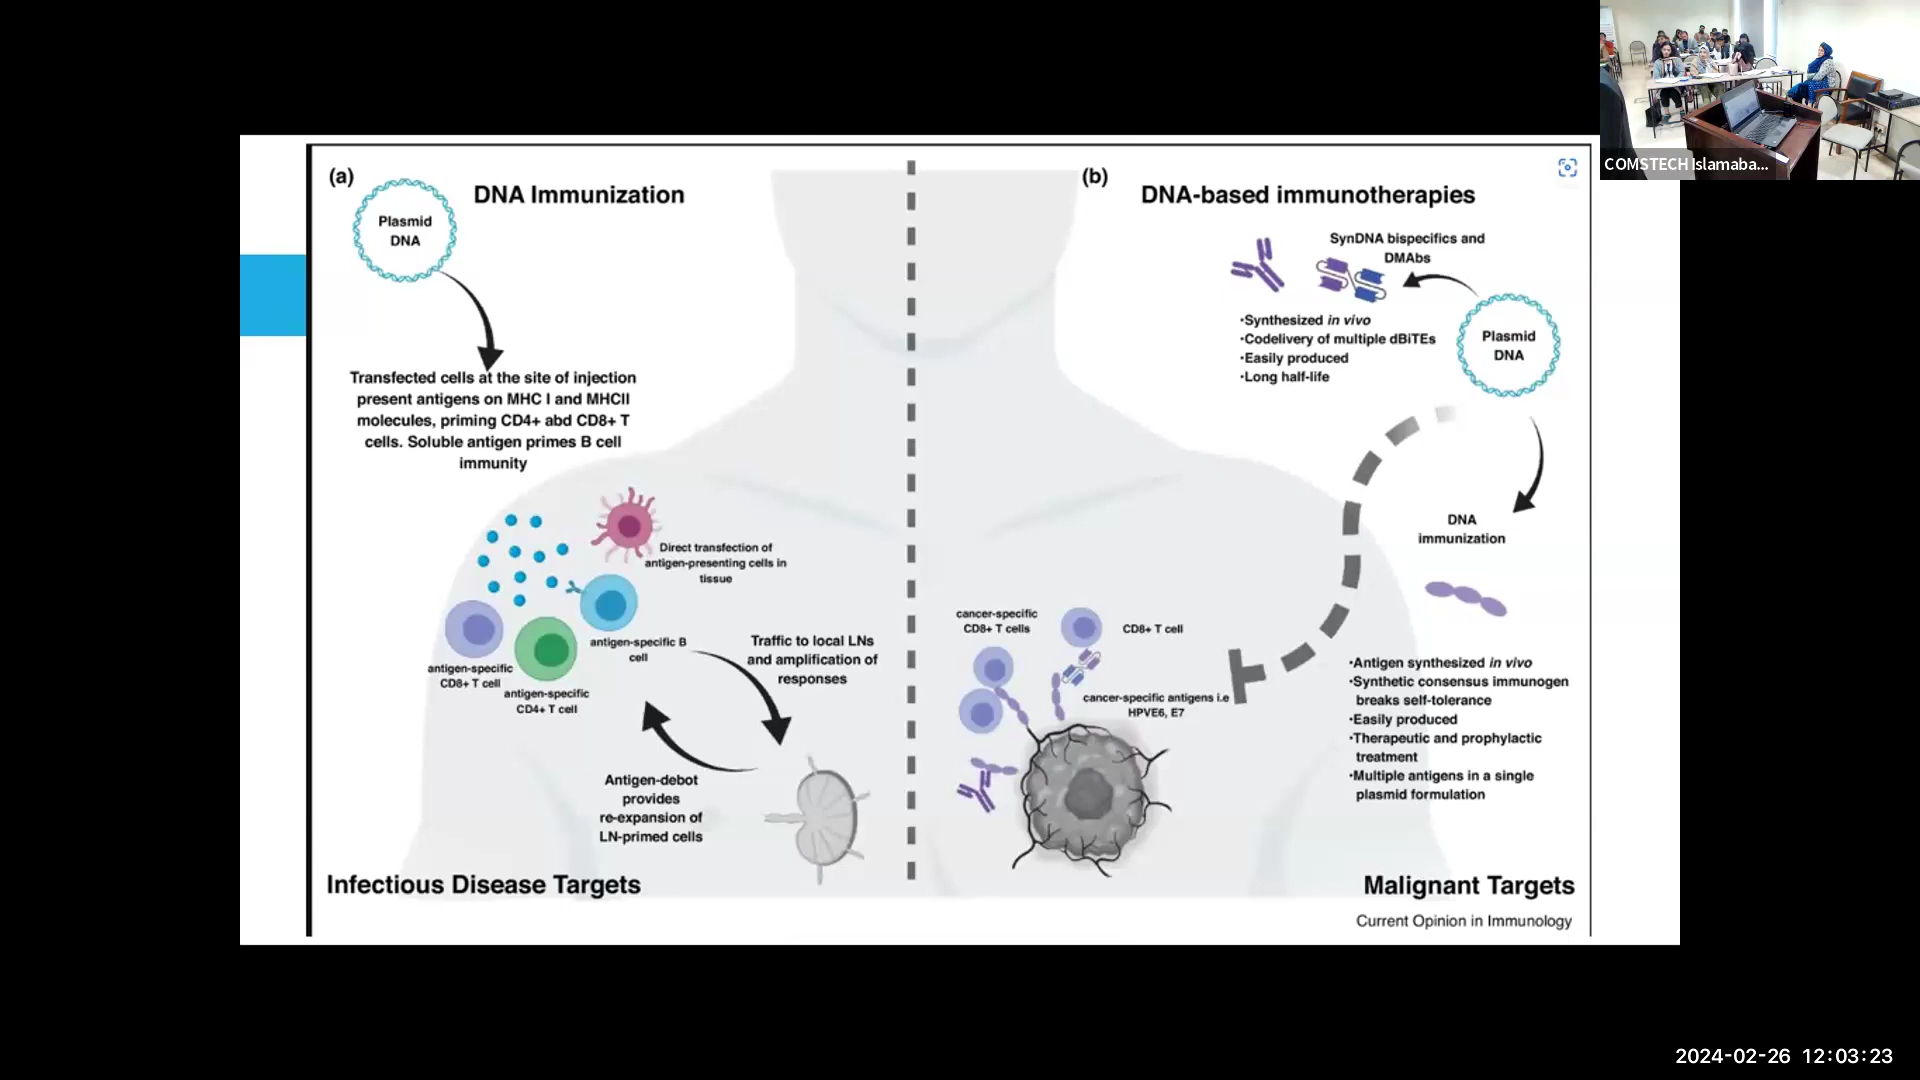 COMSTECH Islamaba...
(a)
DNA Immunization
Plasmid
DNA
Transfected cells at the site of injection
present antigens on MHC I and MHCII
molecules, priming CD4+ abd CD8+ T
cells. Soluble antigen primes B cell
immunity
Direct transfection of
antigen-presenting cells in
tissue
antigen-specific B
cell
antigen-specific
CD8+ T cell
antigen-specific
CD4+ T cell
Traffic to local LNs
and amplification of
responses
Antigen-debot
provides
re-expansion of
LN-primed cells
Infectious Disease Targets
(b)
DNA-based immunotherapies
SynDNA bispecifics and
DMAbs
•Synthesized in vivo
•Codelivery of multiple dBiTEs
•Easily produced
•Long half-life
Plasmid
DNA
DNA
immunization
cancer-specific
CD8+ T cells
CD8+ T cell
cancer-specific antigens i.e
HPVE6, E7
•Antigen synthesized in vivo
•Synthetic consensus immunogen
breaks self-tolerance
•Easily produced
•Therapeutic and prophylactic
treatment
•Multiple antigens in a single
plasmid formulation
Malignant Targets
Current Opinion in Immunology
2024-02-26 12:03:23